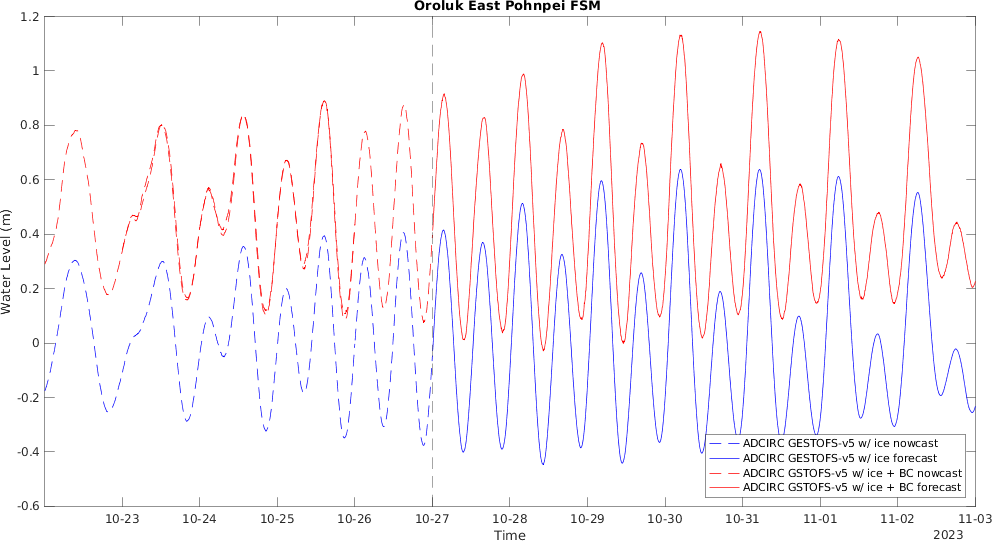 Oroluk East Pohnpei FSM
1.2
1
0.8
0.6
0.4
0.2
0
-0.2
-0.4
-0.6
Water Level (m)
ADCIRC GESTOFS-v5 w/ ice nowcast
ADCIRC GESTOFS-v5 w/ ice forecast
ADCIRC GSTOFS-v5 w/ ice + BC nowcast
ADCIRC GSTOFS-v5 w/ ice + BC forecast
10-23 10-24 10-25 10-26 10-27 10-28 10-29 10-30 10-31 11-01 11-02 11-03
Time
2023